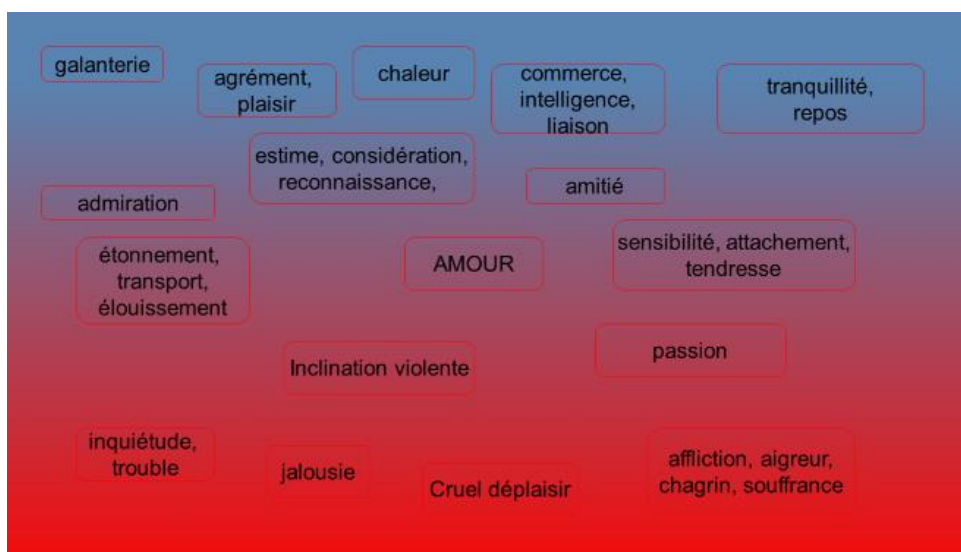 galanterie
agrément,
plaisir
chaleur
commerce,
intelligence,
liaison
tranquillité,
repos
estime, considération,
reconnaissance,
amitié
admiration
étonnement,
transport,
élouissement
AMOUR
sensibilité, attachement,
tendresse
Inclination violente
passion
inquiétude,
trouble
jalousie
Cruel déplaisir
affliction, aigreur,
chagrin, souffrance